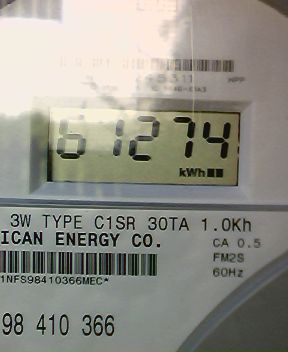 61274
kWh
3W TYPE C1SR 30TA 1.0Kh
ICAN ENERGY CO.
CA 0.5
FM2S
60Hz
1NFS98410366MEC*
98 410 366